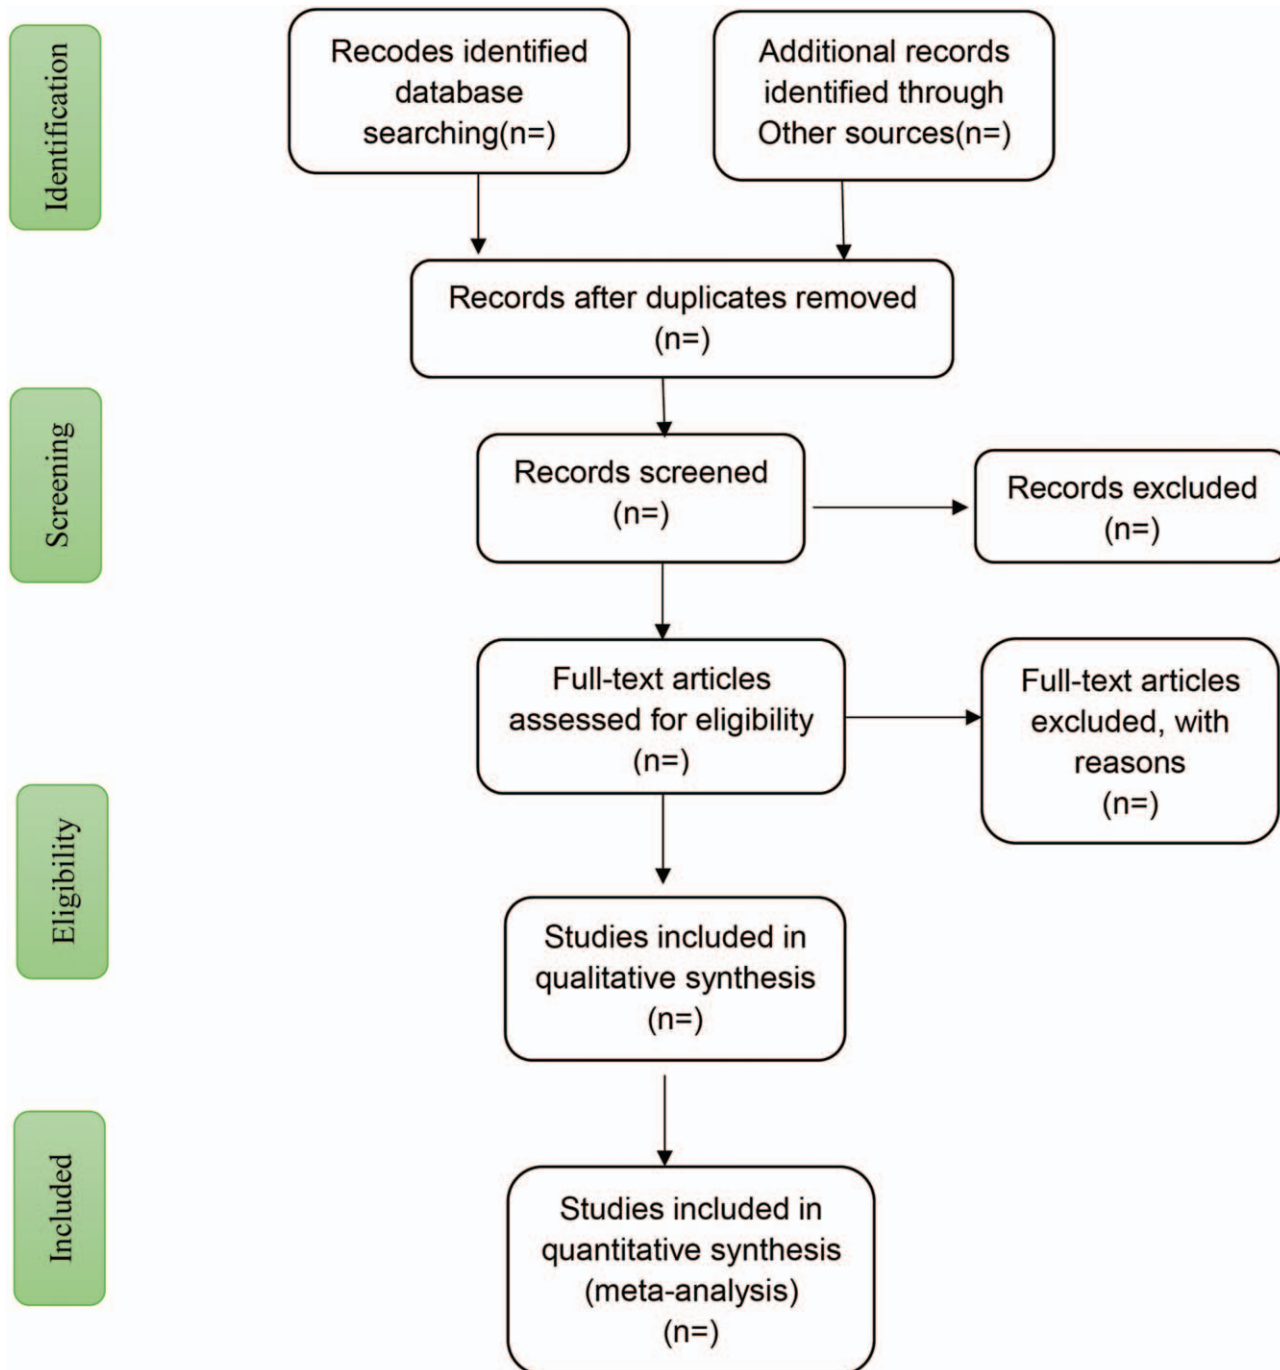 Identification
Recodes identified
database
searching(n=)
Additional records
identified through
Other sources(n=)
Records after duplicates removed
(n=)
Screening
Records screened
(n=)
Records excluded
(n=)
Full-text articles
assessed for eligibility
(n=)
Full-text articles
excluded, with
reasons
(n=)
Eligibility
Studies included in
qualitative synthesis
(n=)
Included
Studies included in
quantitative synthesis
(meta-analysis)
(n=)